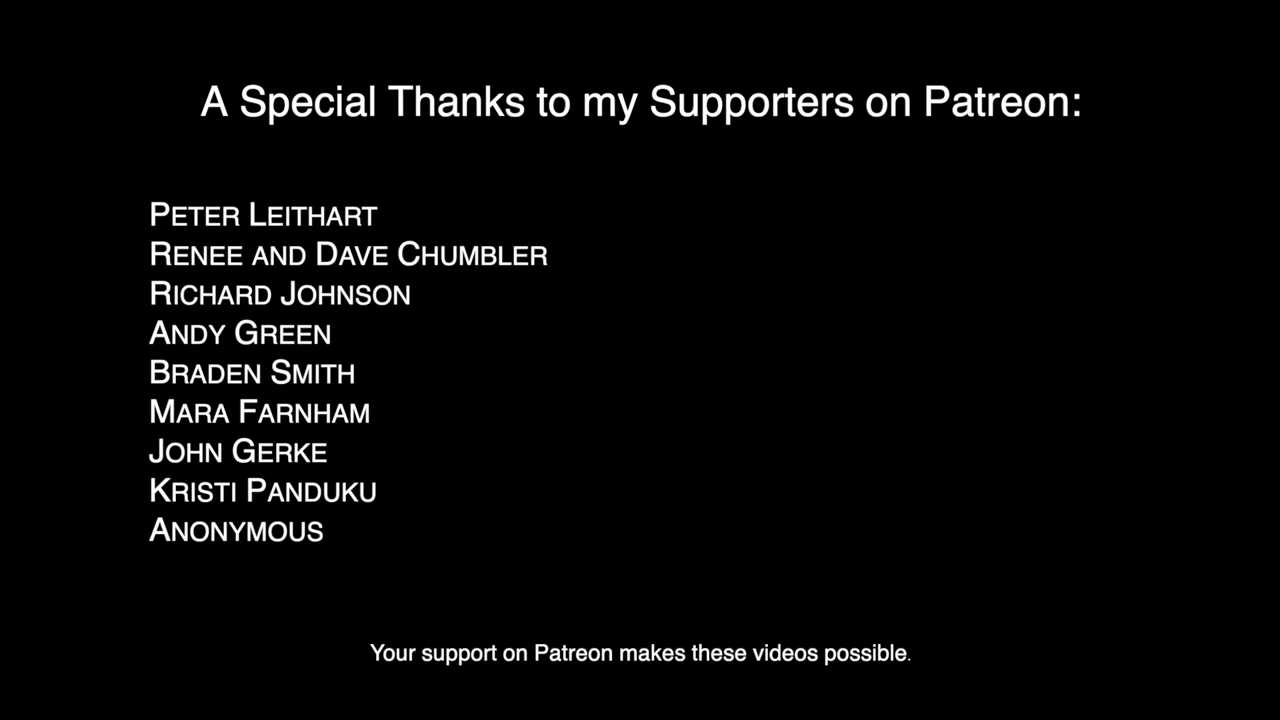 A Special Thanks to my Supporters on Patreon:
PETER LEITHART
RENEE AND DAVE CHUMBLER
RICHARD JOHNSON
ANDY GREEN
BRADEN SMITH
MARA FARNHAM
JOHN GERKE
KRISTI PANDUKU
ANONYMOUS
Your support on Patreon makes these videos possible.